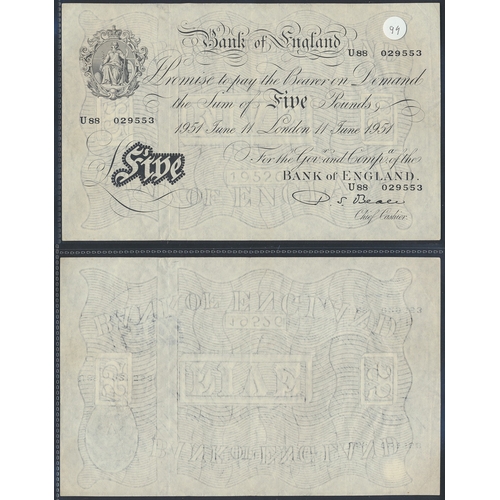 99
Bank of England
U88 029553
I Promise to pay the Bearer on Demand
the Sum of Five Pounds
U88 029553
1951 June 11 London 11 June 1951
For the Govr. and Compa. of the
BANK OF ENGLAND.
U88 029553
Five
P. S. Beale
Chief Cashier.